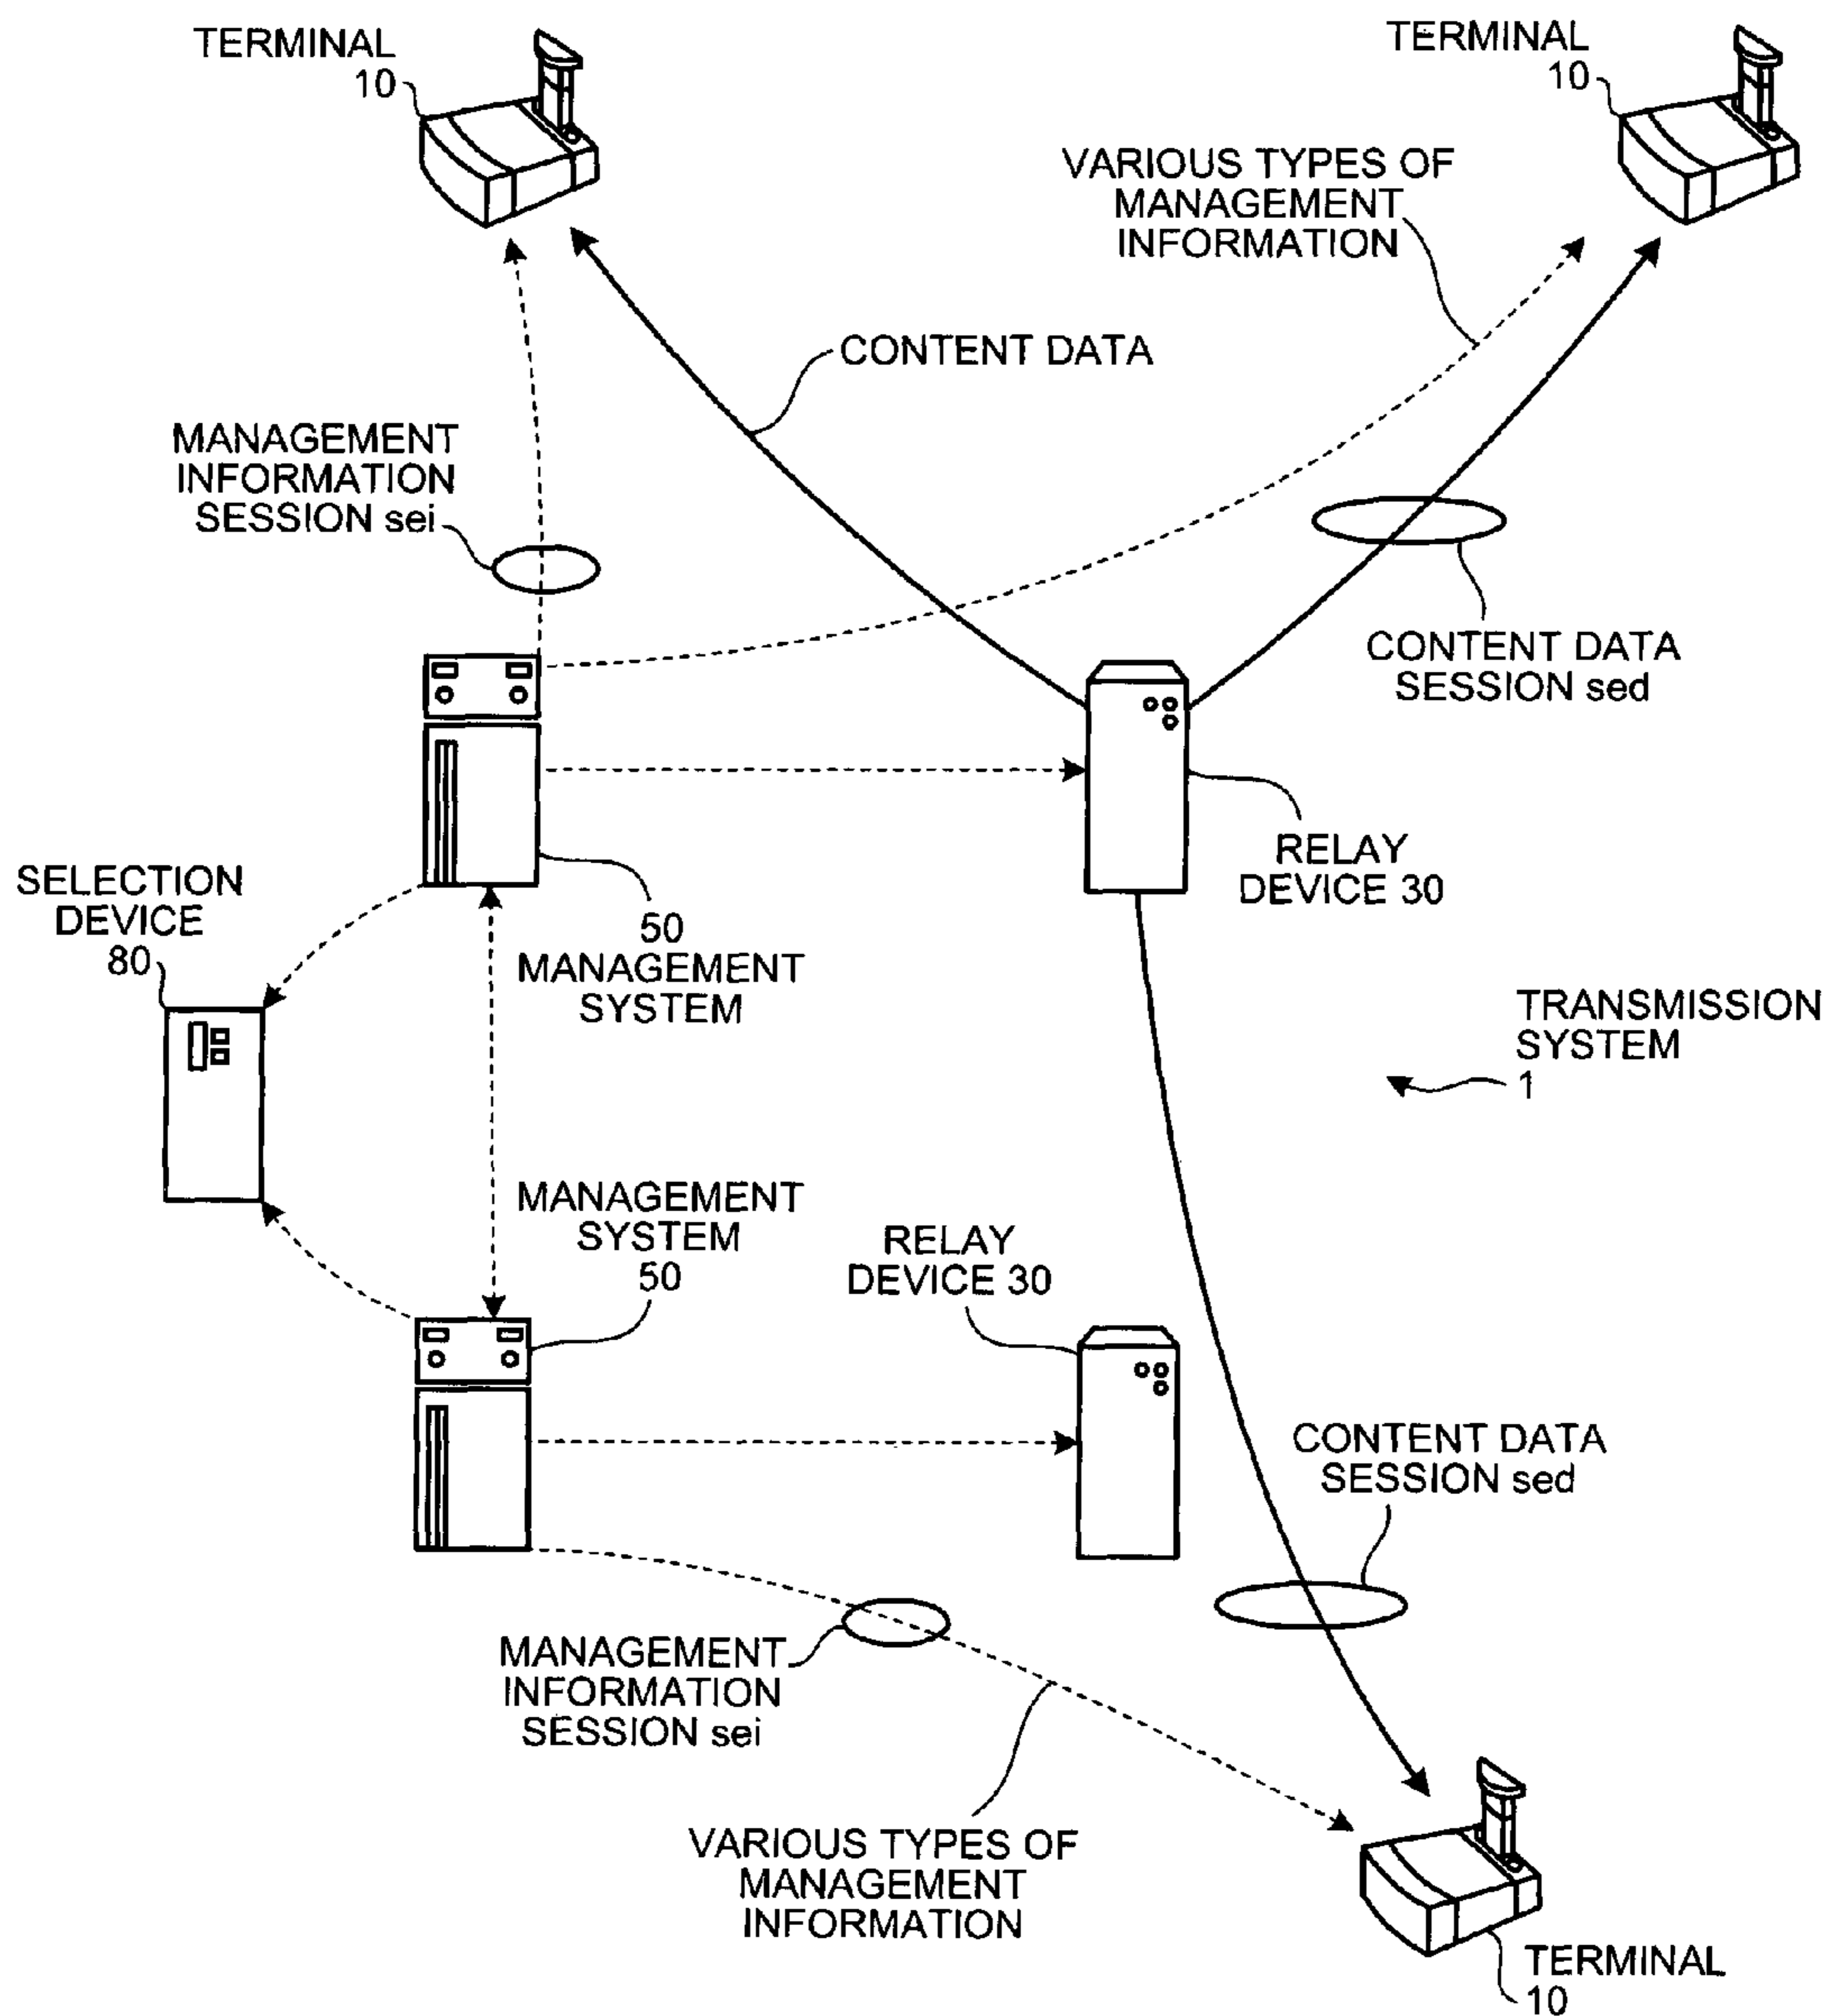 TERMINAL
10
TERMINAL
10
VARIOUS TYPES OF
MANAGEMENT
INFORMATION
CONTENT DATA
MANAGEMENT
INFORMATION
SESSION sei
CONTENT DATA
SESSION sed
RELAY
DEVICE 30
SELECTION
DEVICE
80
50
MANAGEMENT
SYSTEM
TRANSMISSION
SYSTEM
1
MANAGEMENT
SYSTEM
50
RELAY
DEVICE 30
CONTENT DATA
SESSION sed
MANAGEMENT
INFORMATION
SESSION sei
VARIOUS TYPES OF
MANAGEMENT
INFORMATION
TERMINAL
10